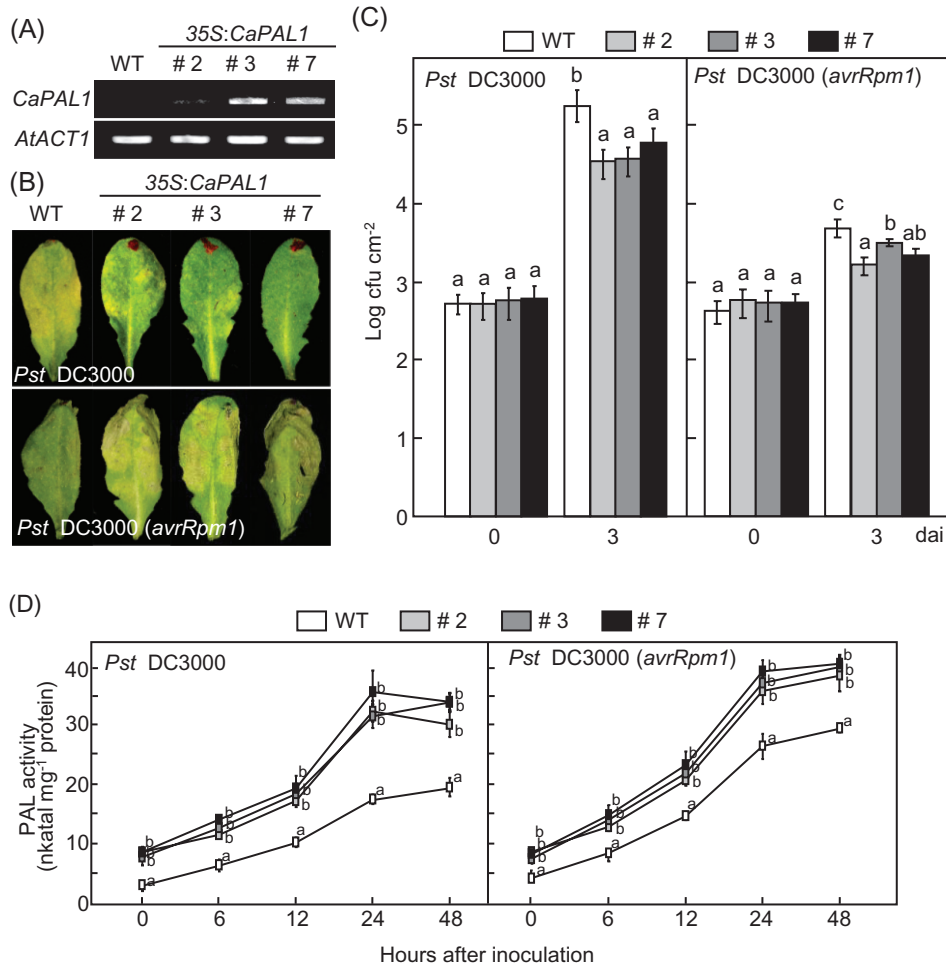 (A)
35S:CaPAL1
WT # 2 # 3 # 7
CaPAL1
AtACT1
(B)
35S:CaPAL1
WT # 2 # 3 # 7
Pst DC3000
Pst DC3000 (avrRpm1)
(C)
WT # 2 # 3 # 7
Pst DC3000
Pst DC3000 (avrRpm1)
Log cfu cm-2
5
4
3
2
1
0
a a a a
b a a a
a a a a
c a b ab
0 3 0 3 dai
(D)
WT # 2 # 3 # 7
Pst DC3000
Pst DC3000 (avrRpm1)
PAL activity
(nkatal mg-1 protein)
40
30
20
10
0
b b a
b b b a
b b b a
b b b a
b b b a
b b a
b b b a
b b b a
b b b a
b b b a
0 6 12 24 48 0 6 12 24 48
Hours after inoculation